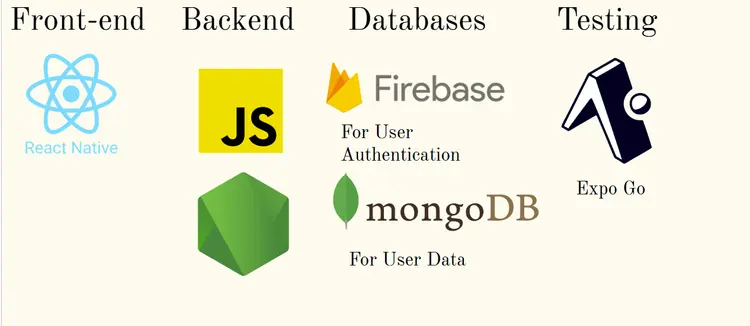 Front-end
Backend
Databases
Testing
React Native
JS
Firebase
For User
Authentication
mongoDB
For User Data
Expo Go